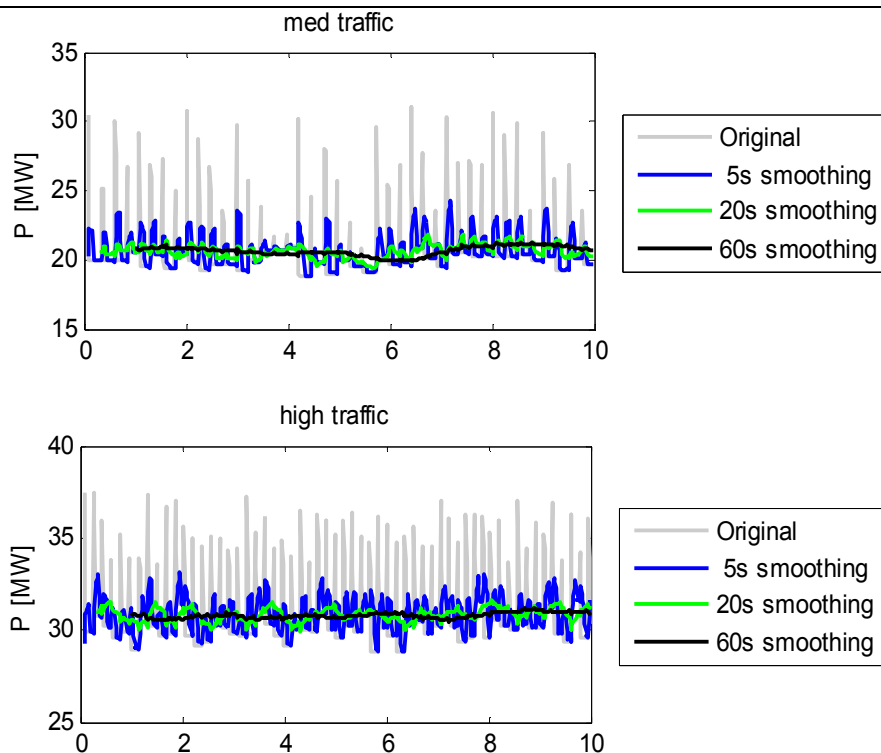 med traffic
35
30
25
20
15
P [MW]
0 2 4 6 8 10
Original
5s smoothing
20s smoothing
60s smoothing
high traffic
40
35
30
25
P [MW]
0 2 4 6 8 10
Original
5s smoothing
20s smoothing
60s smoothing